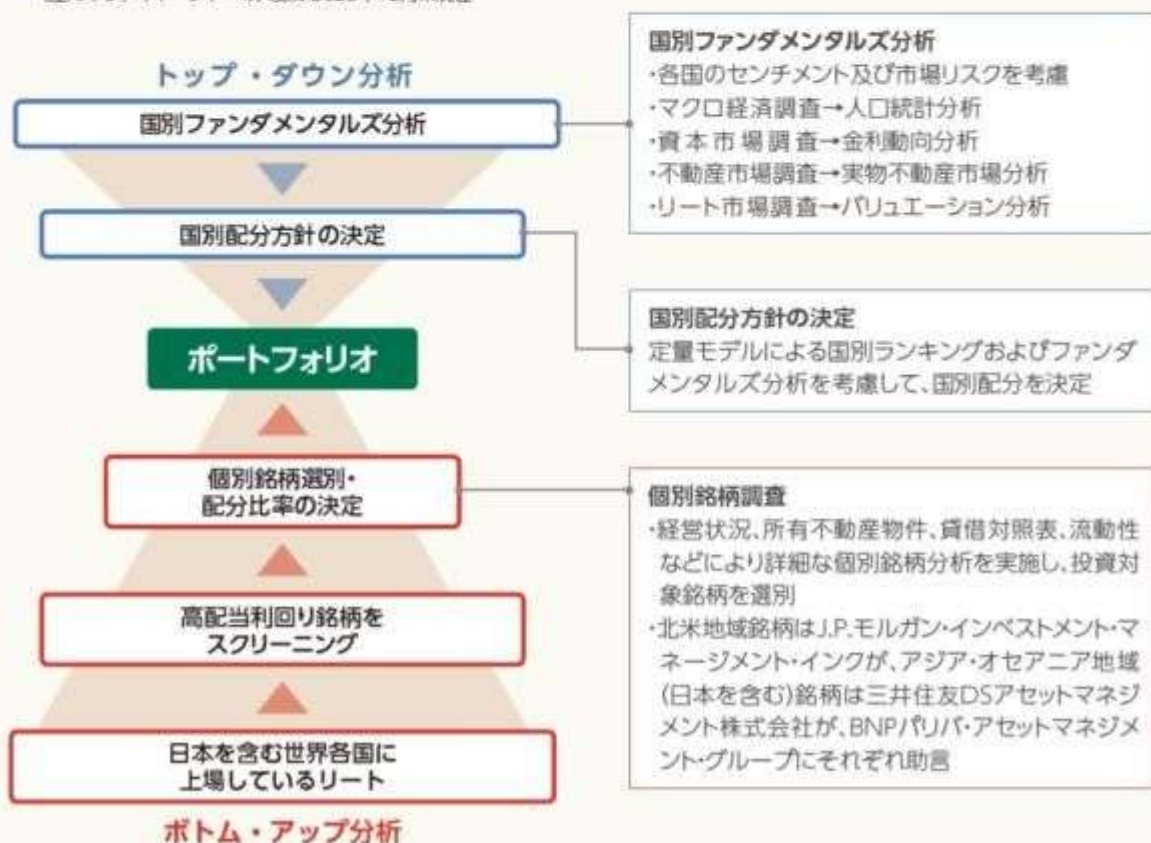 トップ・ダウン分析
国別ファンダメンタルズ分析
国別配分方針の決定
ポートフォリオ
個別銘柄選別・
配分比率の決定
高配当利回り銘柄を
スクリーニング
日本を含む世界各国に
上場しているリート
ボトム・アップ分析
国別ファンダメンタルズ分析
・各国のセンチメント及び市場リスクを考慮
・マクロ経済調査→人口統計分析
・資本市場調査→金利動向分析
・不動産市場調査→実物不動産市場分析
・リート市場調査→バリュエーション分析
国別配分方針の決定
定量モデルによる国別ランキングおよびファンダ
メンタルズ分析を考慮して、国別配分を決定
個別銘柄調査
・経営状況、所有不動産物件、貸借対照表、流動性
などにより詳細な個別銘柄分析を実施し、投資対
象銘柄を選別
・北米地域銘柄はJ.P.モルガン・インベストメント・マ
ネージメント・インクが、アジア・オセアニア地域
(日本を含む)銘柄は三井住友DSアセットマネジ
メント株式会社が、BNPパリバ・アセットマネジメ
ント・グループにそれぞれ助言